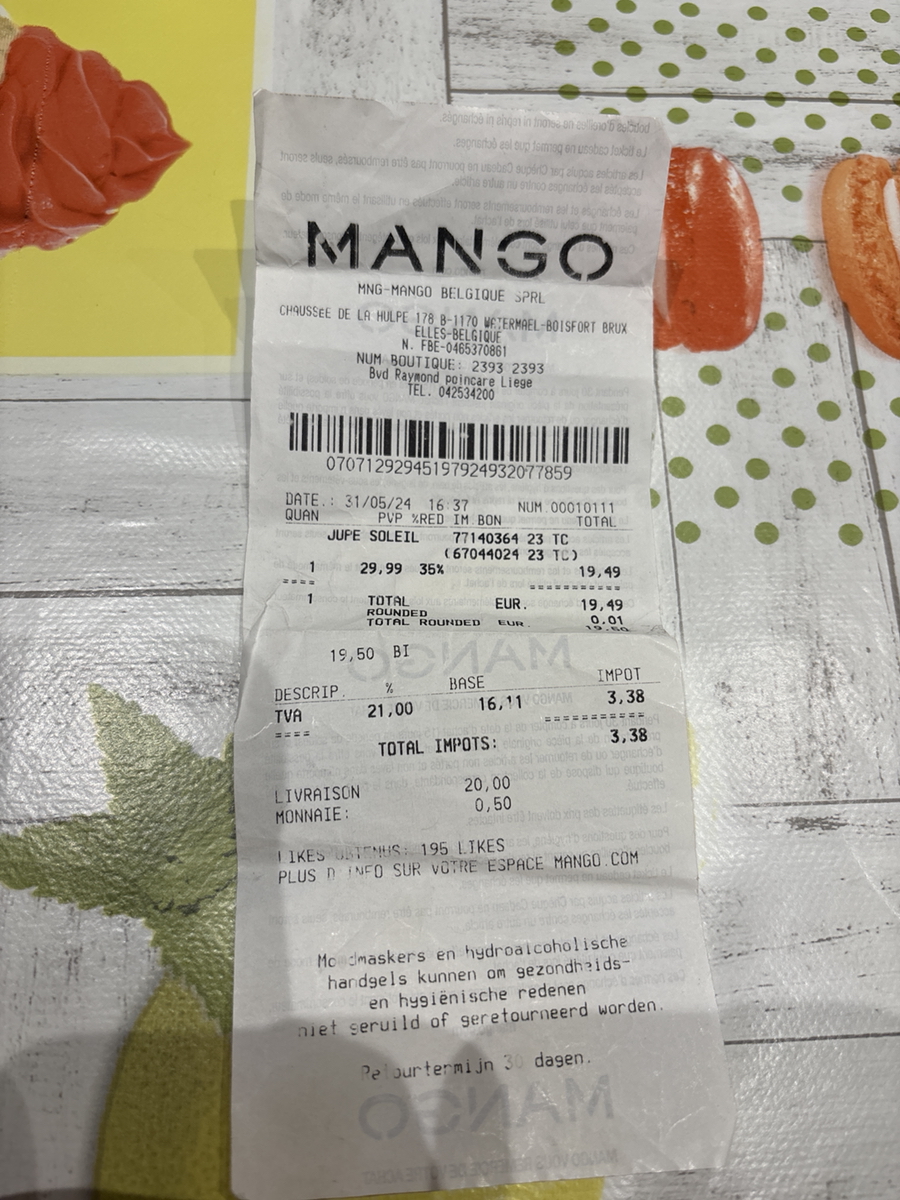 MANGO
MNG-MANGO BELGIQUE SPRL
CHAUSSEE DE LA HULPE 178 B-1170 WATERMAEL-BOISFORT BRUX
ELLES-BELGIQUE
N. FBE-0465370861
NUM BOUTIQUE: 2393 2393
Bvd Raymond poincare Liege
TEL. 042534200
0707129294519792493207​7859
DATE.: 31/05/24 16:37 NUM.00010111
QUAN PVP %RED IM.BON TOTAL
JUPE SOLEIL 77140364 23 TC
(67044024 23 TC)
1 29,99 35% 19,49
==== ===========
1 TOTAL EUR. 19,49
ROUNDED 0.01
TOTAL ROUNDED EUR. 19.50
19,50 BI
DESCRIP. % BASE IMPOT
TVA 21,00 16,11 3,38
==== ===========
TOTAL IMPOTS: 3,38
LIVRAISON 20,00
MONNAIE: 0,50
LIKES OBTENUS: 195 LIKES
PLUS D'INFO SUR VOTRE ESPACE MANGO.COM
Mondmaskers en hydroalcoholische
handgels kunnen om gezondheids-
en hygiënische redenen
niet geruild of geretourneerd worden.
Retourtermijn 30 dagen.